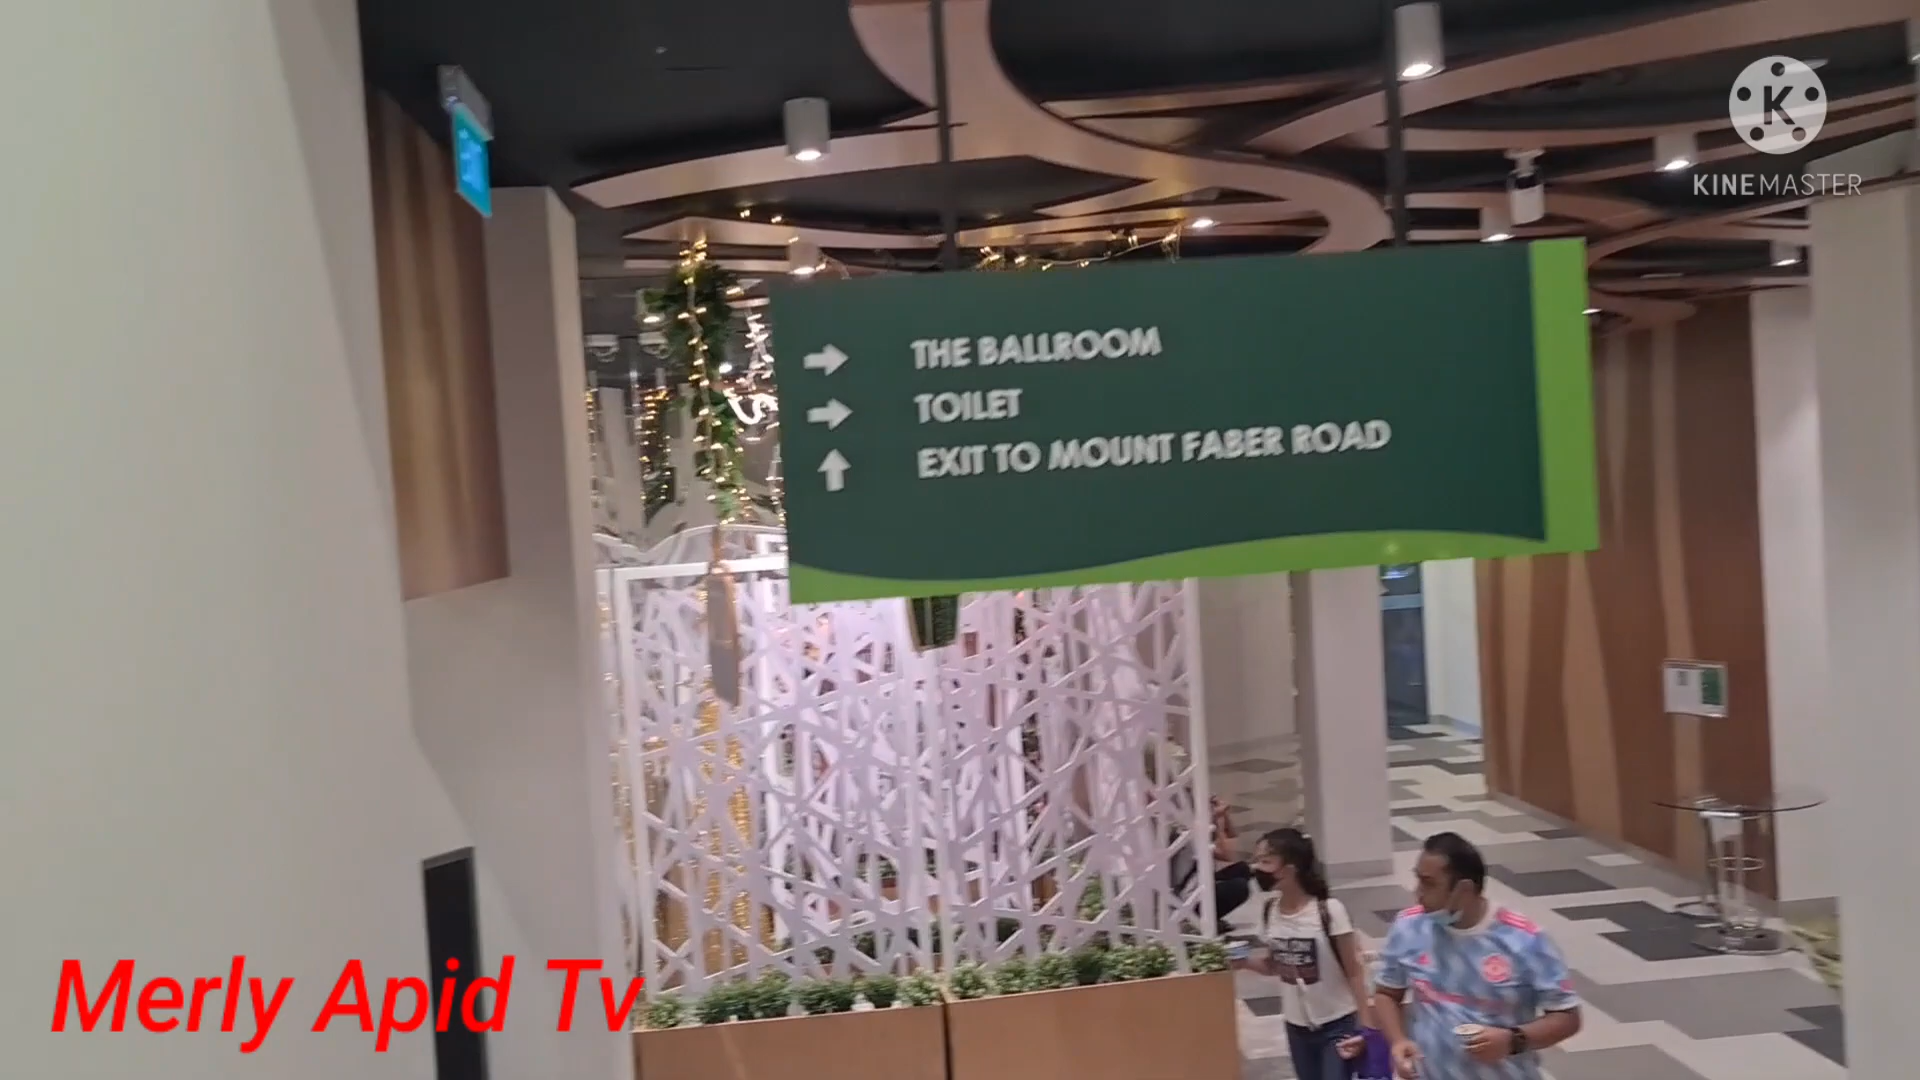 K
KINEMASTER
THE BALLROOM
TOILET
EXIT TO MOUNT FABER ROAD
Merly Apid Tv